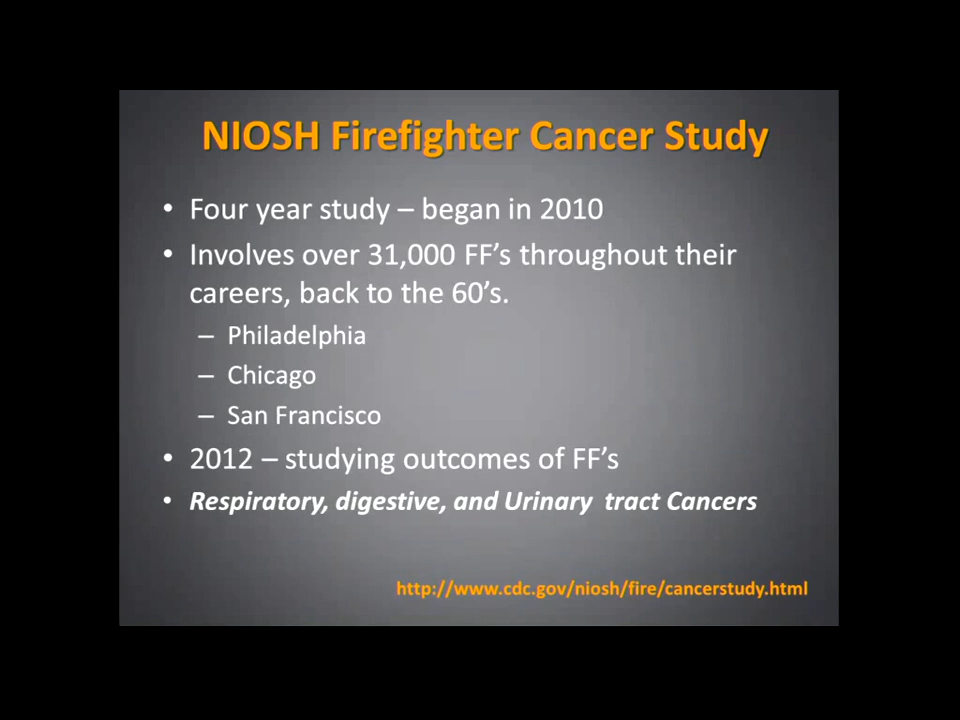 NIOSH Firefighter Cancer Study
• Four year study – began in 2010
• Involves over 31,000 FF’s throughout their
careers, back to the 60’s.
– Philadelphia
– Chicago
– San Francisco
• 2012 – studying outcomes of FF’s
• Respiratory, digestive, and Urinary  tract Cancers
http://www.cdc.gov/niosh/fire/cancerstudy.html